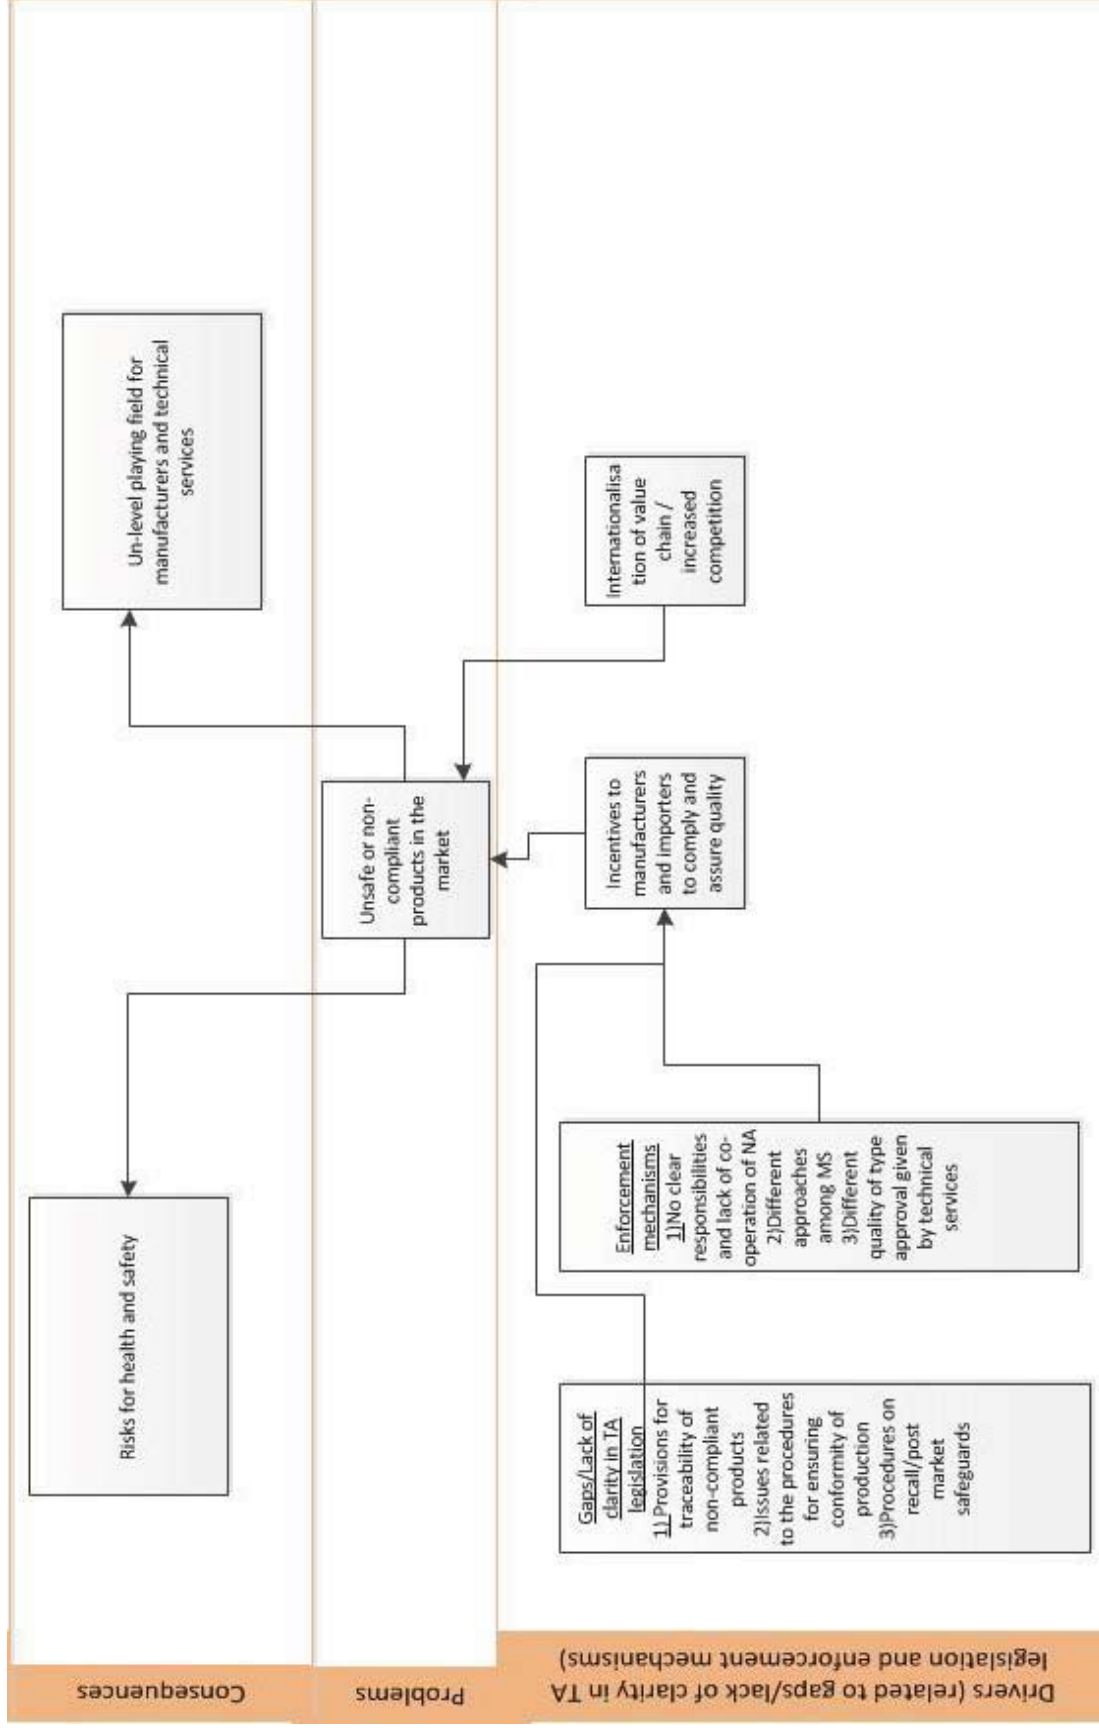 Consequences
Risks for health and safety
Un-level playing field for
manufacturers and technical
services
Problems
Unsafe or non-
compliant
products in the
market
Drivers (related to gaps/lack of clarity in TA
legislation and enforcement mechanisms)
Gaps/Lack of
clarity in TA
legislation
1)Provisions for
traceability of
non-compliant
products
2)Issues related
to the procedures
for ensuring
conformity of
production
3)Procedures on
recall/post
market
safeguards
Enforcement
mechanisms
1)No clear
responsibilities
and lack of co-
operation of NA
2)Different
approaches
among MS
3)Different
quality of type
approval given
by technical
services
Incentives to
manufacturers
and importers
to comply and
assure quality
Internationalisa
tion of value
chain /
increased
competition